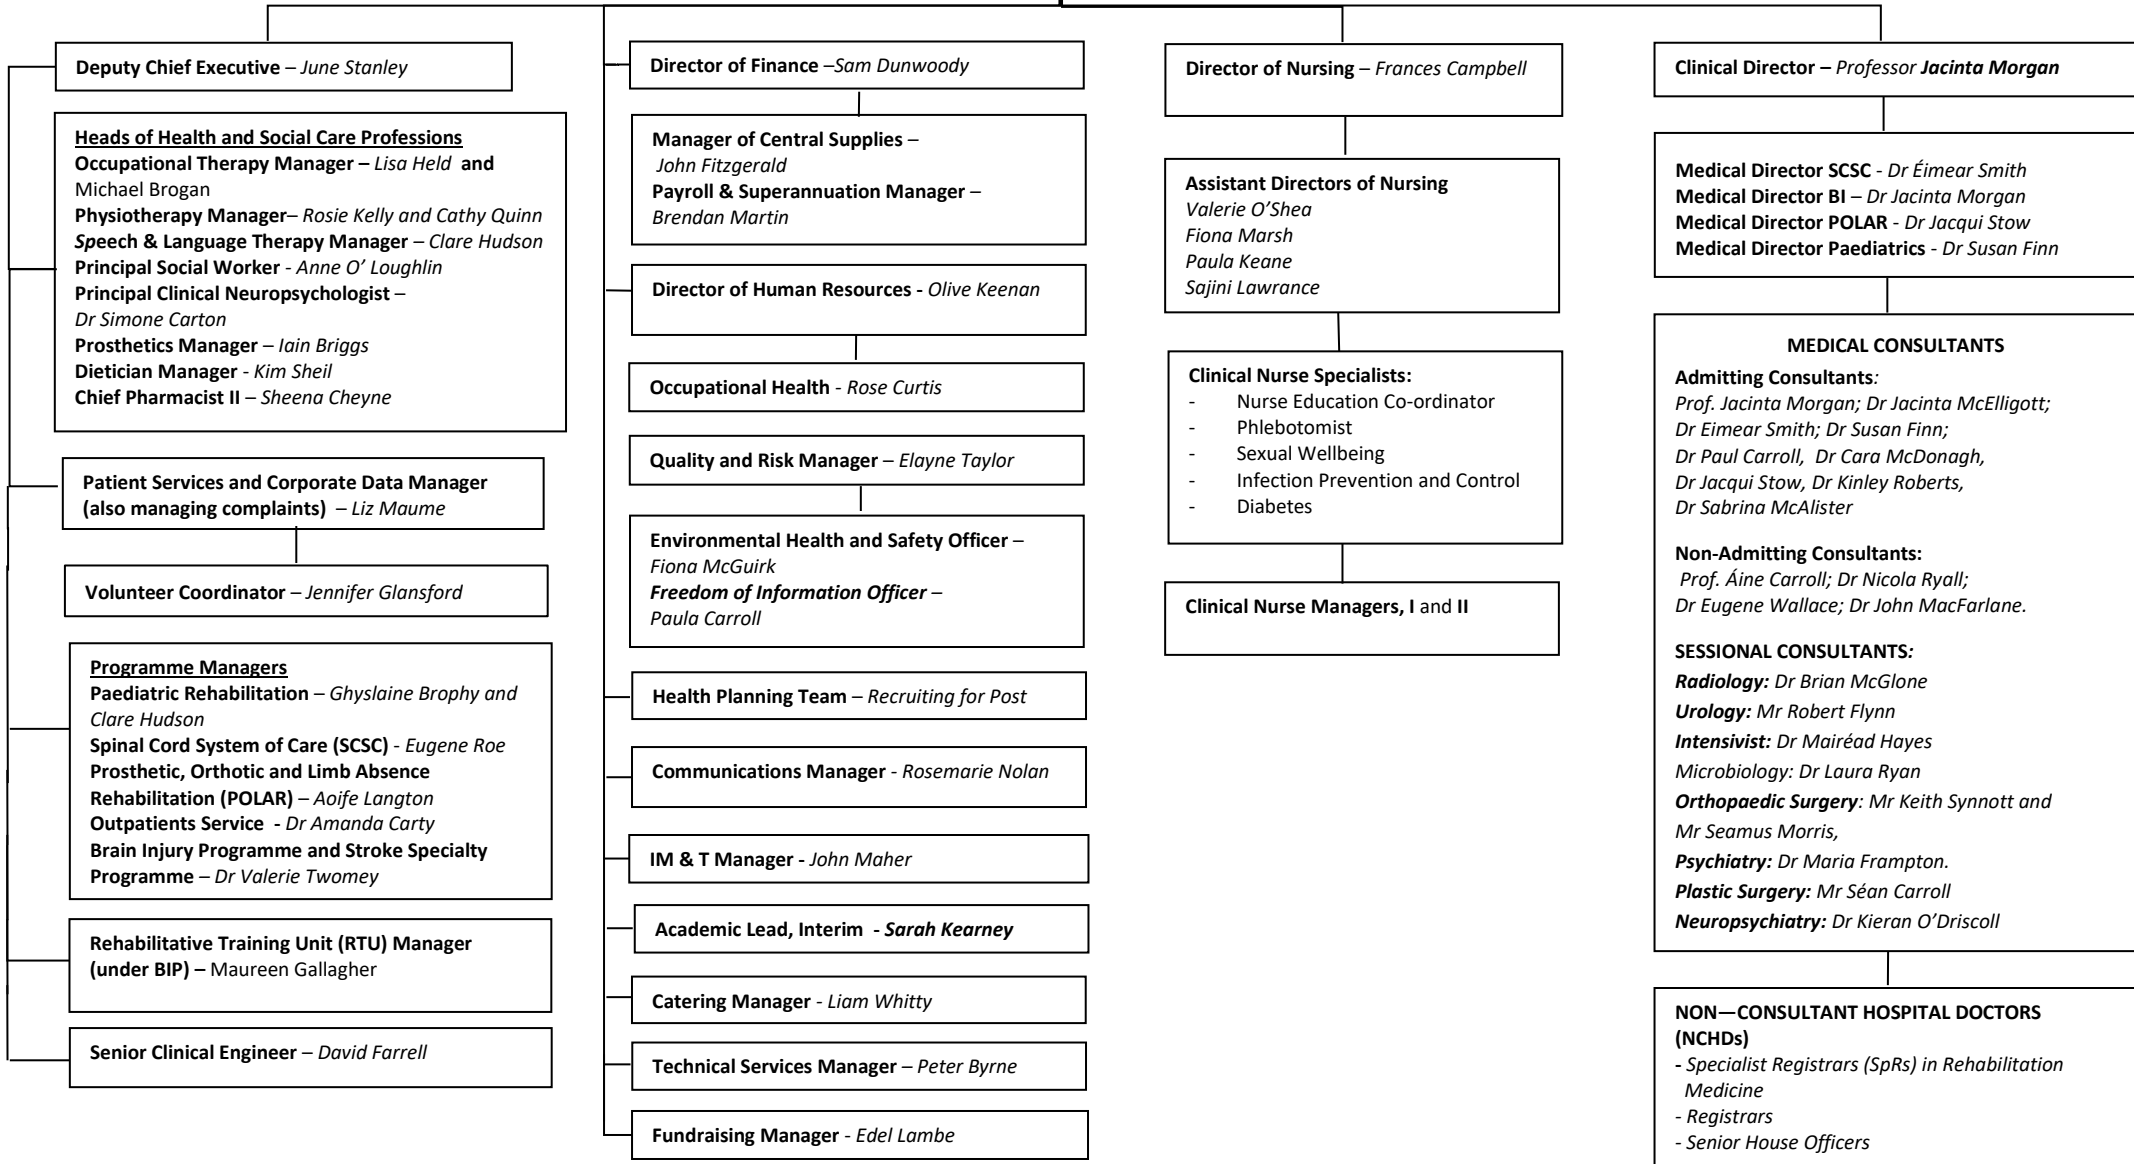 Deputy Chief Executive – June Stanley
Heads of Health and Social Care Professions
Occupational Therapy Manager – Lisa Held and
Michael Brogan
Physiotherapy Manager– Rosie Kelly and Cathy Quinn
Speech & Language Therapy Manager – Clare Hudson
Principal Social Worker - Anne O’ Loughlin
Principal Clinical Neuropsychologist –
Dr Simone Carton
Prosthetics Manager – Iain Briggs
Dietician Manager - Kim Sheil
Chief Pharmacist II – Sheena Cheyne
Patient Services and Corporate Data Manager
(also managing complaints) – Liz Maume
Volunteer Coordinator – Jennifer Glansford
Programme Managers
Paediatric Rehabilitation – Ghyslaine Brophy and
Clare Hudson
Spinal Cord System of Care (SCSC) - Eugene Roe
Prosthetic, Orthotic and Limb Absence
Rehabilitation (POLAR) – Aoife Langton
Outpatients Service - Dr Amanda Carty
Brain Injury Programme and Stroke Specialty
Programme – Dr Valerie Twomey
Rehabilitative Training Unit (RTU) Manager
(under BIP) – Maureen Gallagher
Senior Clinical Engineer – David Farrell
Director of Finance –Sam Dunwoody
Manager of Central Supplies –
John Fitzgerald
Payroll & Superannuation Manager –
Brendan Martin
Director of Human Resources - Olive Keenan
Occupational Health - Rose Curtis
Quality and Risk Manager – Elayne Taylor
Environmental Health and Safety Officer –
Fiona McGuirk
Freedom of Information Officer –
Paula Carroll
Health Planning Team – Recruiting for Post
Communications Manager - Rosemarie Nolan
IM & T Manager - John Maher
Academic Lead, Interim - Sarah Kearney
Catering Manager - Liam Whitty
Technical Services Manager – Peter Byrne
Fundraising Manager - Edel Lambe
Director of Nursing – Frances Campbell
Assistant Directors of Nursing
Valerie O’Shea
Fiona Marsh
Paula Keane
Sajini Lawrance
Clinical Nurse Specialists:
- Nurse Education Co-ordinator
- Phlebotomist
- Sexual Wellbeing
- Infection Prevention and Control
- Diabetes
Clinical Nurse Managers, I and II
Clinical Director – Professor Jacinta Morgan
Medical Director SCSC - Dr Éimear Smith
Medical Director BI – Dr Jacinta Morgan
Medical Director POLAR - Dr Jacqui Stow
Medical Director Paediatrics - Dr Susan Finn
MEDICAL CONSULTANTS
Admitting Consultants:
Prof. Jacinta Morgan; Dr Jacinta McElligott;
Dr Eimear Smith; Dr Susan Finn;
Dr Paul Carroll, Dr Cara McDonagh,
Dr Jacqui Stow, Dr Kinley Roberts,
Dr Sabrina McAlister
Non-Admitting Consultants:
Prof. Áine Carroll; Dr Nicola Ryall;
Dr Eugene Wallace; Dr John MacFarlane.
SESSIONAL CONSULTANTS:
Radiology: Dr Brian McGlone
Urology: Mr Robert Flynn
Intensivist: Dr Mairéad Hayes
Microbiology: Dr Laura Ryan
Orthopaedic Surgery: Mr Keith Synnott and
Mr Seamus Morris,
Psychiatry: Dr Maria Frampton.
Plastic Surgery: Mr Séan Carroll
Neuropsychiatry: Dr Kieran O’Driscoll
NON—CONSULTANT HOSPITAL DOCTORS
(NCHDs)
- Specialist Registrars (SpRs) in Rehabilitation
Medicine
- Registrars
- Senior House Officers